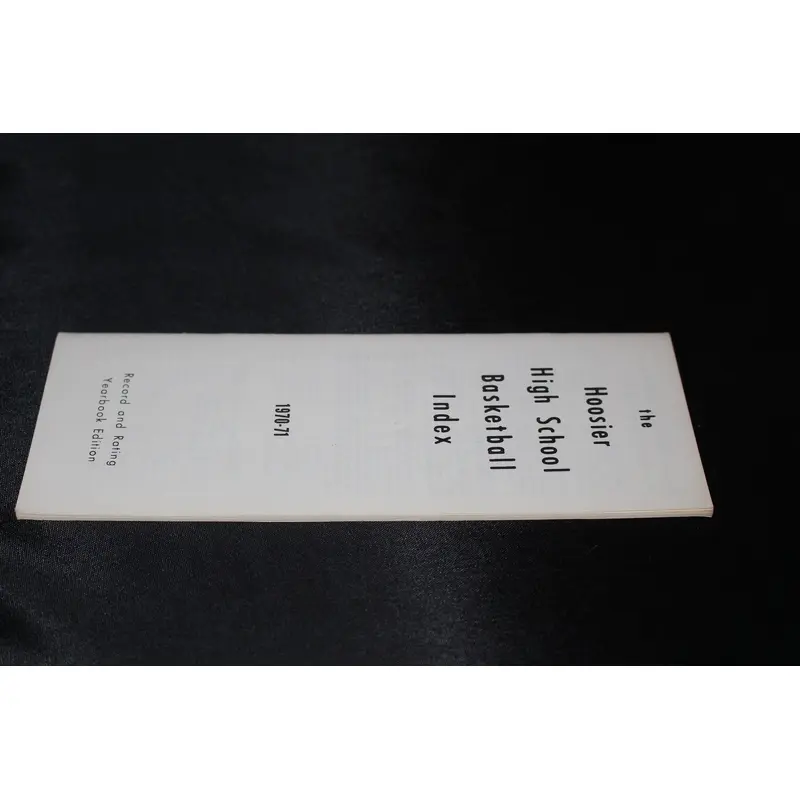 the
Hoosier
High School
Basketball
Index
1970-71
Record and Rating
Yearbook Edition